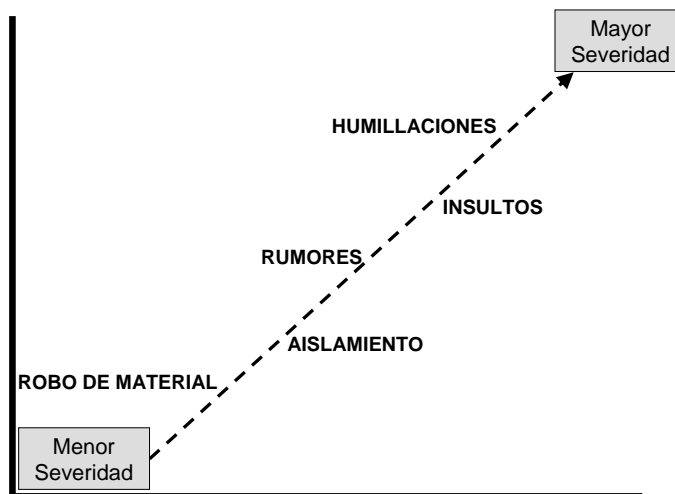 Mayor
Severidad
HUMILLACIONES
INSULTOS
RUMORES
AISLAMIENTO
ROBO DE MATERIAL
Menor
Severidad